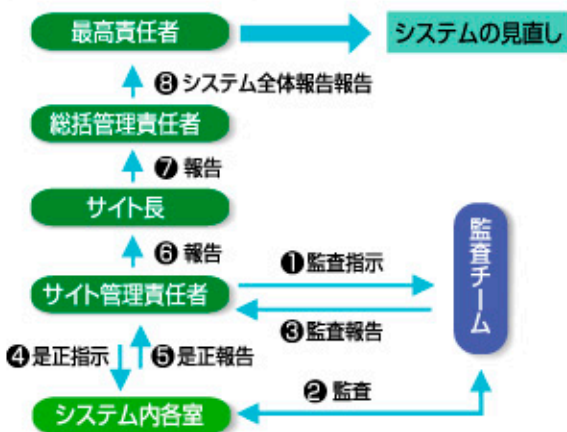 最高責任者
システムの見直し
❽システム全体報告報告
総括管理責任者
❼報告
サイト長
❻報告
❶監査指示
監査チーム
サイト管理責任者
❸監査報告
❹是正指示
❺是正報告
❷監査
システム内各室